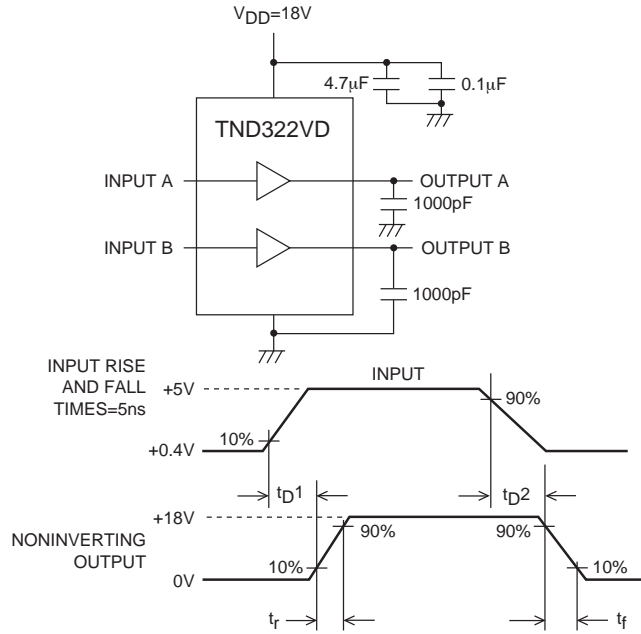 VDD=18V
4.7μF
0.1μF
TND322VD
INPUT A
OUTPUT A
1000pF
INPUT B
OUTPUT B
1000pF
INPUT RISE
AND FALL
TIMES=5ns
+5V
INPUT
90%
10%
+0.4V
tD1
tD2
+18V
NONINVERTING
OUTPUT
90%
90%
10%
10%
0V
tr
tf